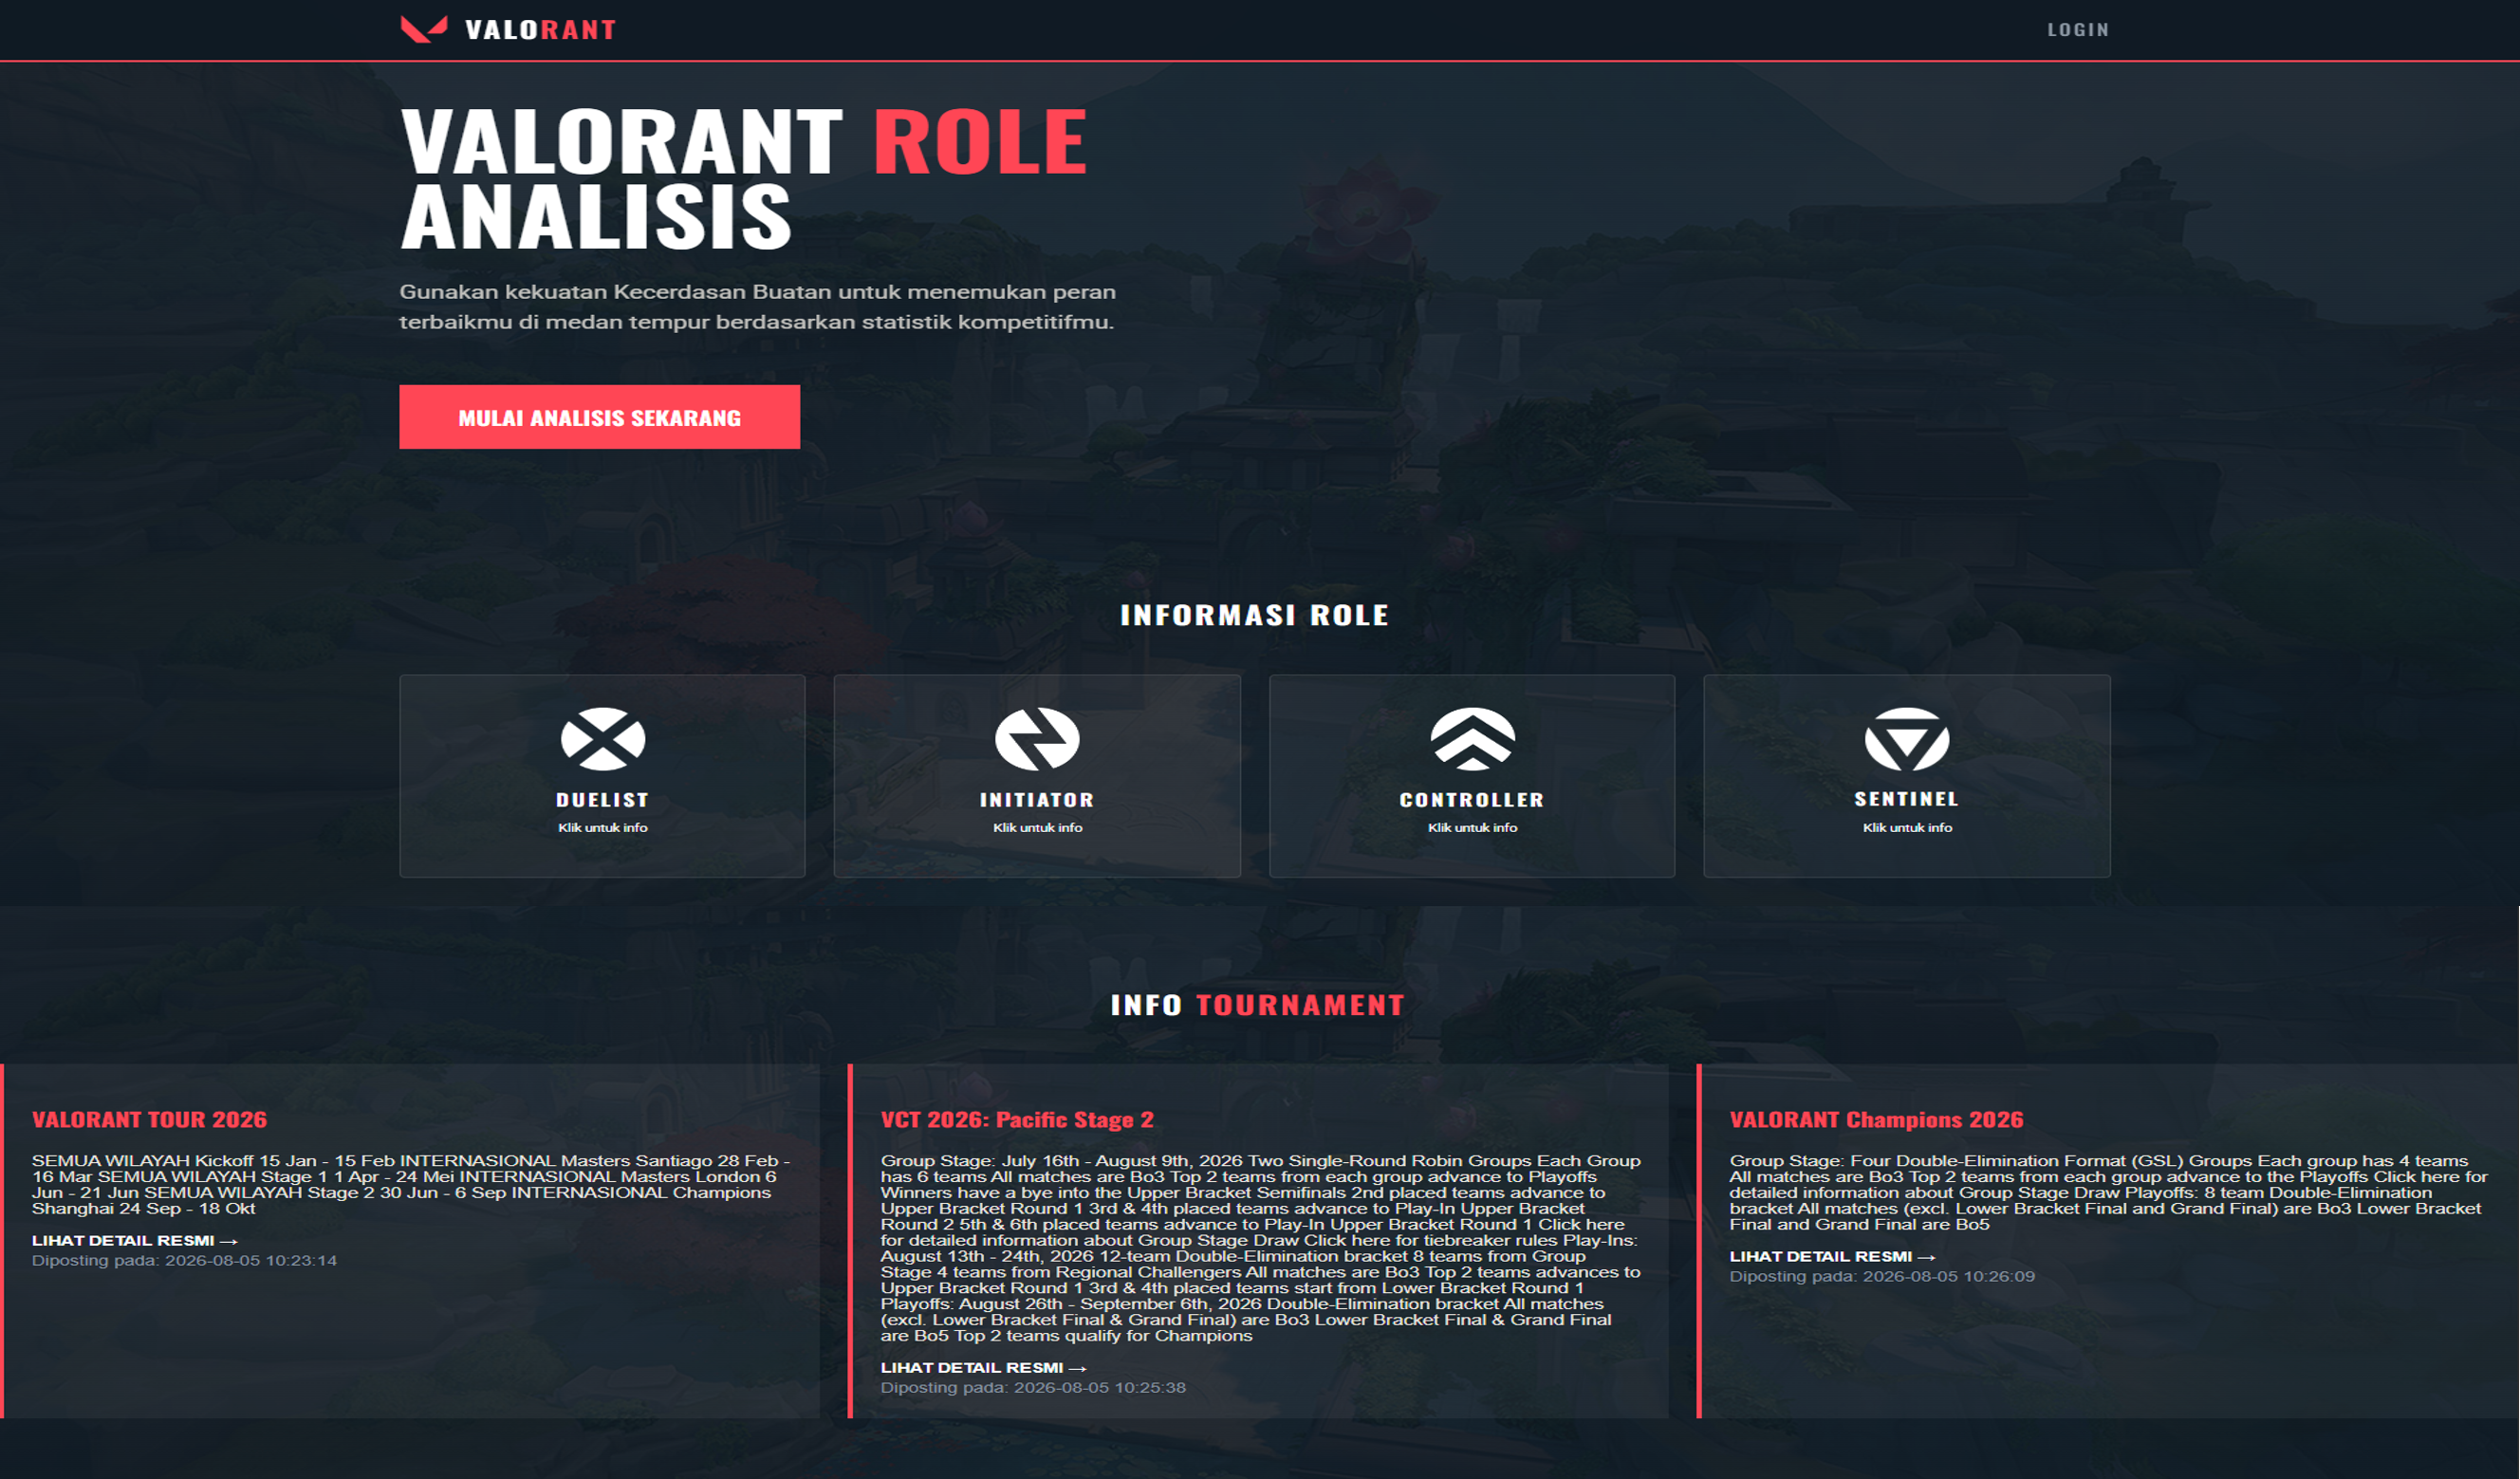 VALORANT
LOGIN
VALORANT ROLE
ANALISIS
Gunakan kekuatan Kecerdasan Buatan untuk menemukan peran
terbaikmu di medan tempur berdasarkan statistik kompetitifmu.
MULAI ANALISIS SEKARANG
INFORMASI ROLE
DUELIST
Klik untuk info
INITIATOR
Klik untuk info
CONTROLLER
Klik untuk info
SENTINEL
Klik untuk info
INFO TOURNAMENT
VALORANT TOUR 2026
SEMUA WILAYAH Kickoff 15 Jan - 15 Feb INTERNASIONAL Masters Santiago 28 Feb -
16 Mar SEMUA WILAYAH Stage 1 1 Apr - 24 Mei INTERNASIONAL Masters London 6
Jun - 21 Jun SEMUA WILAYAH Stage 2 30 Jun - 6 Sep INTERNASIONAL Champions
Shanghai 24 Sep - 18 Okt
LIHAT DETAIL RESMI →
Diposting pada: 2026-08-05 10:23:14
VCT 2026: Pacific Stage 2
Group Stage: July 16th - August 9th, 2026 Two Single-Round Robin Groups Each Group
has 6 teams All matches are Bo3 Top 2 teams from each group advance to Playoffs
Winners have a bye into the Upper Bracket Semifinals 2nd placed teams advance to
Upper Bracket Round 1 3rd & 4th placed teams advance to Play-In Upper Bracket
Round 2 5th & 6th placed teams advance to Play-In Upper Bracket Round 1 Click here
for detailed information about Group Stage Draw Click here for tiebreaker rules Play-Ins:
August 13th - 24th, 2026 12-team Double-Elimination bracket 8 teams from Group
Stage 4 teams from Regional Challengers All matches are Bo3 Top 2 teams advances to
Upper Bracket Round 1 3rd & 4th placed teams start from Lower Bracket Round 1
Playoffs: August 26th - September 6th, 2026 Double-Elimination bracket All matches
(excl. Lower Bracket Final & Grand Final) are Bo3 Lower Bracket Final & Grand Final
are Bo5 Top 2 teams qualify for Champions
LIHAT DETAIL RESMI →
Diposting pada: 2026-08-05 10:25:38
VALORANT Champions 2026
Group Stage: Four Double-Elimination Format (GSL) Groups Each group has 4 teams
All matches are Bo3 Top 2 teams from each group advance to the Playoffs Click here for
detailed information about Group Stage Draw Playoffs: 8 team Double-Elimination
bracket All matches (excl. Lower Bracket Final and Grand Final) are Bo3 Lower Bracket
Final and Grand Final are Bo5
LIHAT DETAIL RESMI →
Diposting pada: 2026-08-05 10:26:09